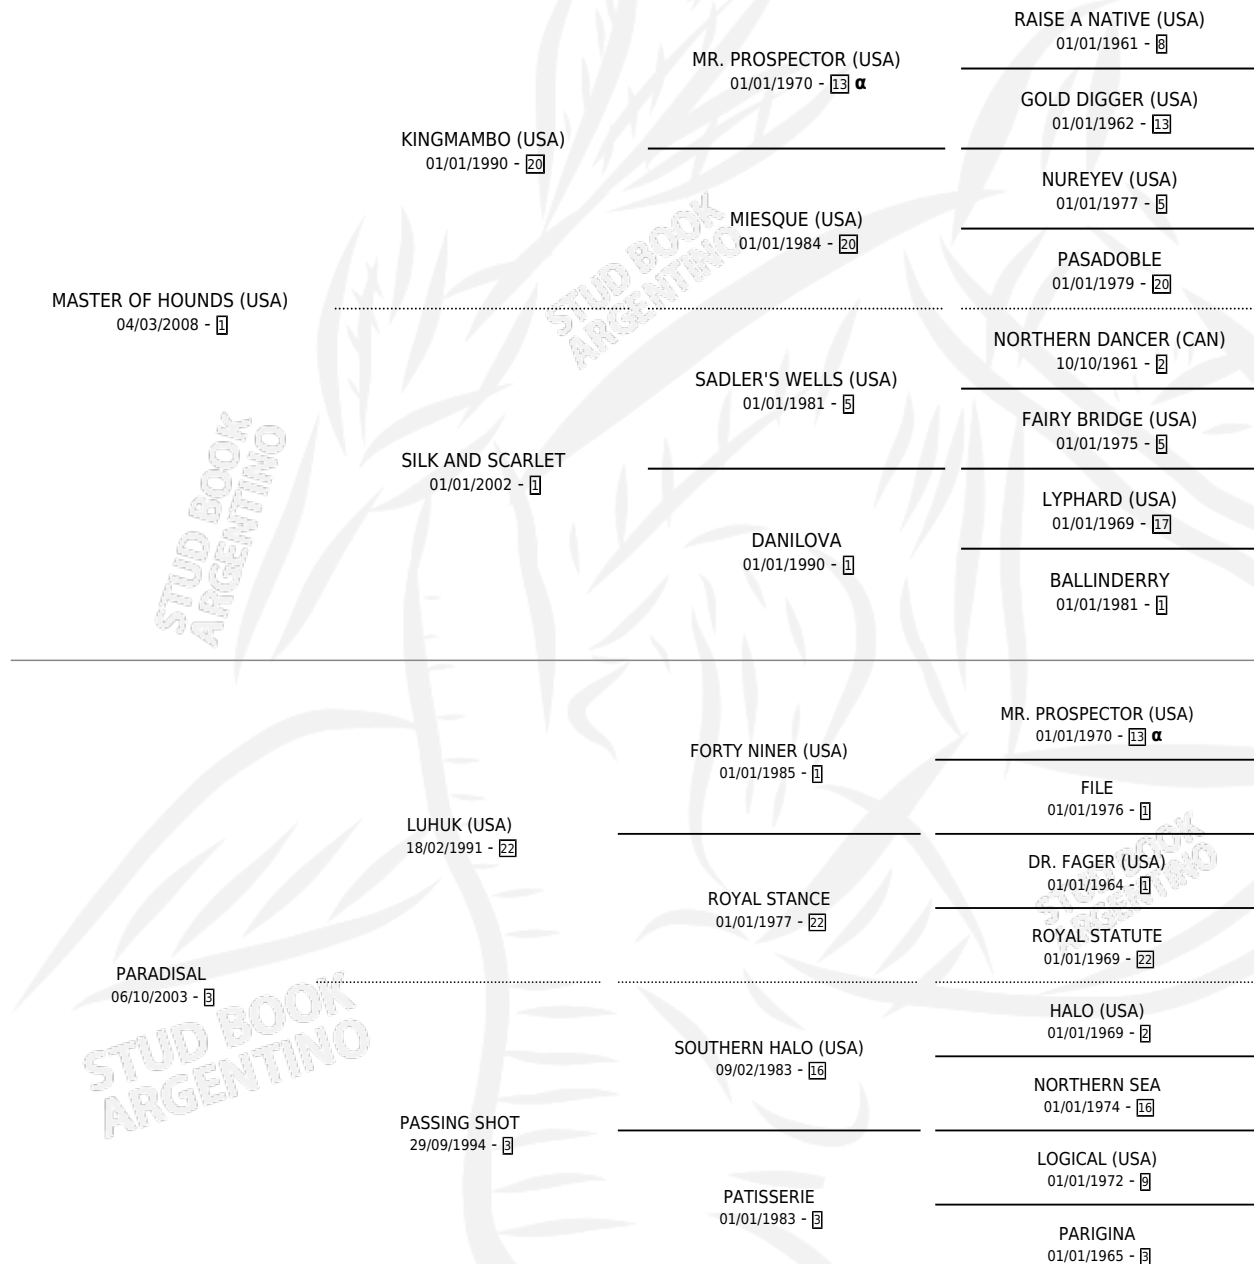 RAISE A NATIVE (USA)
01/01/1961 - 8
MR. PROSPECTOR (USA)
01/01/1970 - 13 α
GOLD DIGGER (USA)
01/01/1962 - 13
KINGMAMBO (USA)
01/01/1990 - 20
NUREYEV (USA)
01/01/1977 - 5
MIESQUE (USA)
01/01/1984 - 20
PASADOBLE
01/01/1979 - 20
MASTER OF HOUNDS (USA)
04/03/2008 - 1
NORTHERN DANCER (CAN)
10/10/1961 - 2
SADLER'S WELLS (USA)
01/01/1981 - 5
FAIRY BRIDGE (USA)
01/01/1975 - 5
SILK AND SCARLET
01/01/2002 - 1
LYPHARD (USA)
01/01/1969 - 17
DANILOVA
01/01/1990 - 1
BALLINDERRY
01/01/1981 - 1
MR. PROSPECTOR (USA)
01/01/1970 - 13 α
FORTY NINER (USA)
01/01/1985 - 1
FILE
01/01/1976 - 1
LUHUK (USA)
18/02/1991 - 22
DR. FAGER (USA)
01/01/1964 - 1
ROYAL STANCE
01/01/1977 - 22
ROYAL STATUTE
01/01/1969 - 22
PARADISAL
06/10/2003 - 3
HALO (USA)
01/01/1969 - 2
SOUTHERN HALO (USA)
09/02/1983 - 16
NORTHERN SEA
01/01/1974 - 16
PASSING SHOT
29/09/1994 - 3
LOGICAL (USA)
01/01/1972 - 9
PATISSERIE
01/01/1983 - 3
PARIGINA
01/01/1965 - 3
STUD BOOK
ARGENTINO
STUD BOOK
ARGENTINO
STUD BOOK
ARGENTINO
STUD BOOK
ARGENTINO